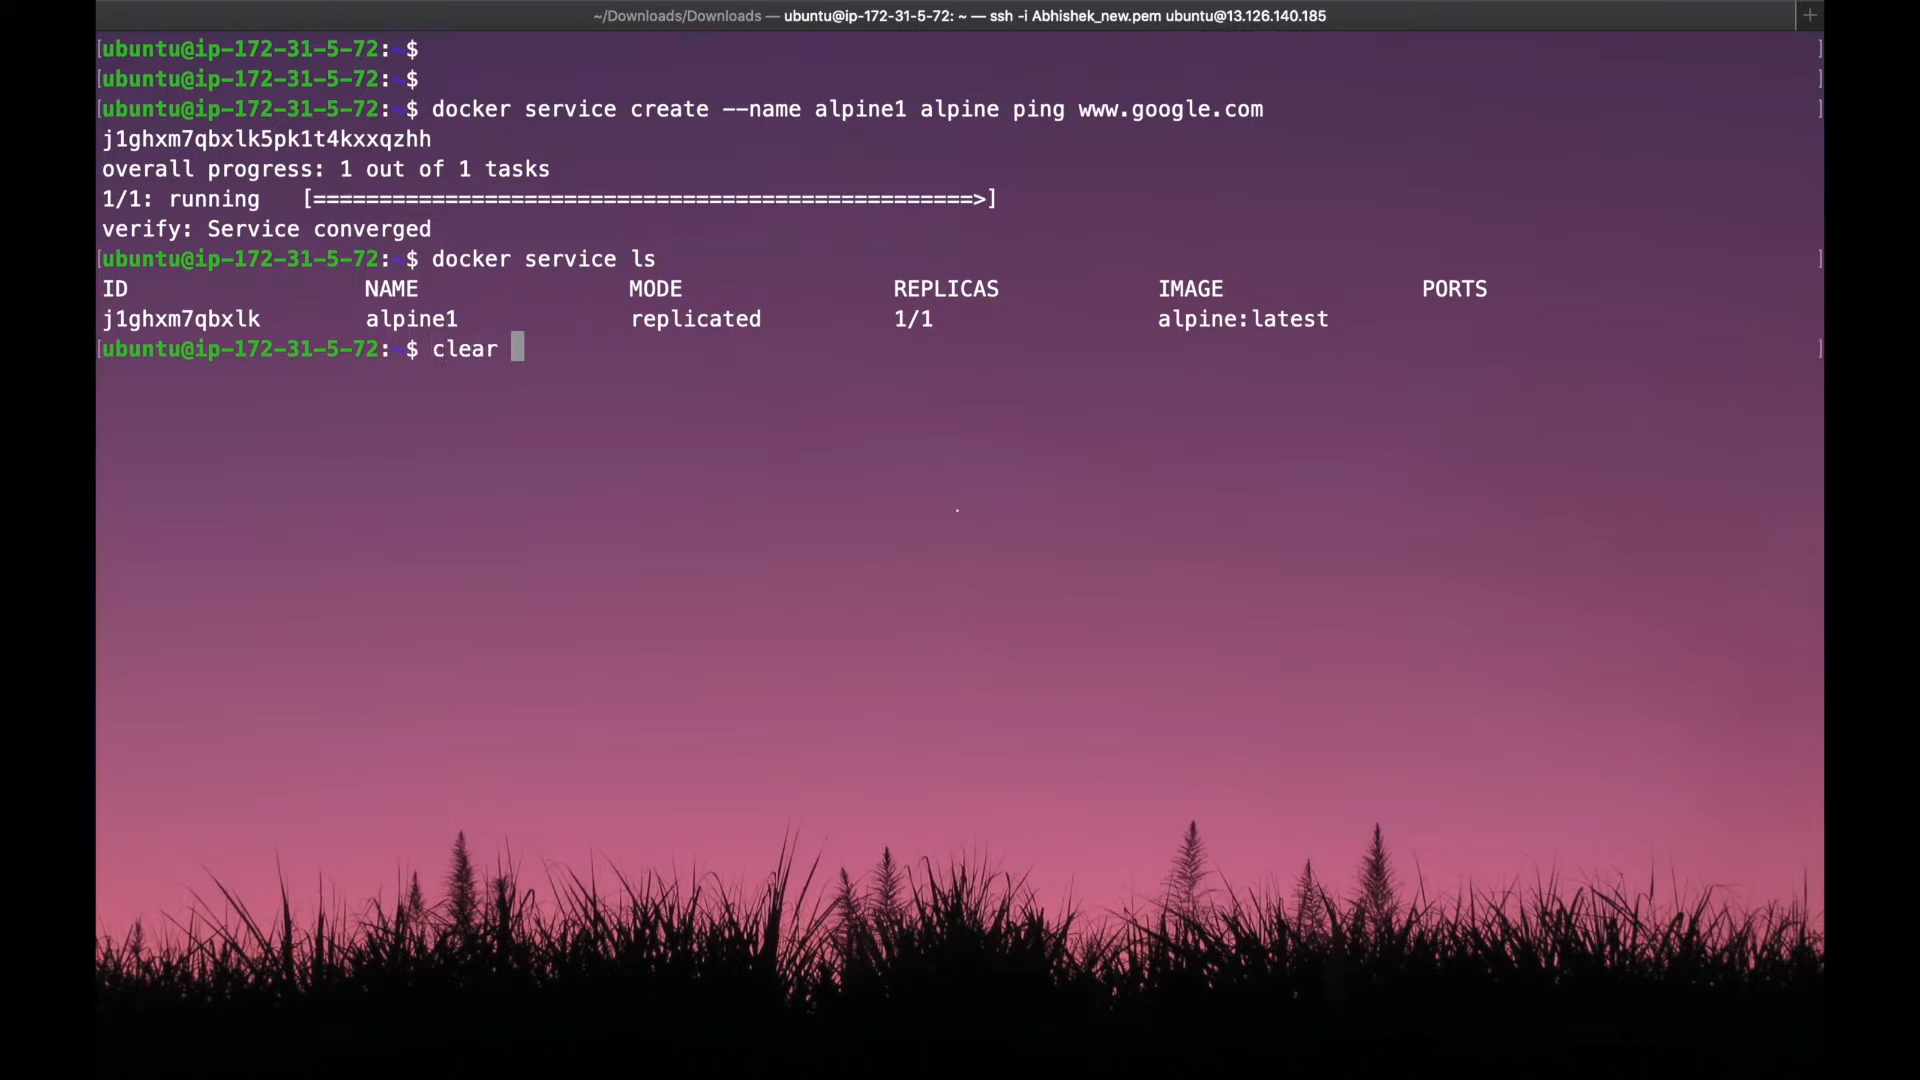 ~/Downloads/Downloads — ubuntu@ip-172-31-5-72: ~ — ssh -i Abhishek_new.pem ubuntu@13.126.140.185
[ubuntu@ip-172-31-5-72:~$ ]
[ubuntu@ip-172-31-5-72:~$ ]
[ubuntu@ip-172-31-5-72:~$ docker service create --name alpine1 alpine ping www.google.com ]
j1ghxm7qbxlk5pk1t4kxxqzhh
overall progress: 1 out of 1 tasks
1/1: running   [==================================================>]
verify: Service converged
[ubuntu@ip-172-31-5-72:~$ docker service ls ]
ID NAME MODE REPLICAS IMAGE PORTS
j1ghxm7qbxlk alpine1 replicated 1/1 alpine:latest
[ubuntu@ip-172-31-5-72:~$ clear ]